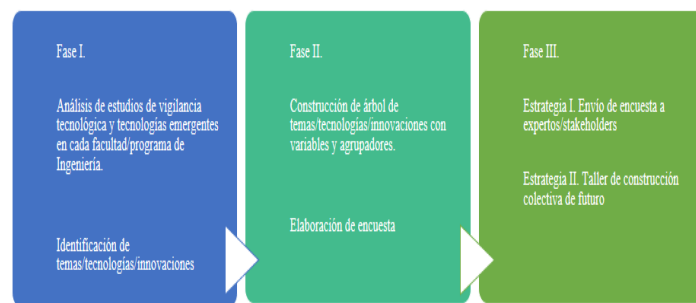 Fase I.
Análisis de estudios de vigilancia
tecnológica y tecnologías emergentes
en cada facultad/programa de
Ingeniería.
Identificación de
temas/tecnologías/innovaciones
Fase II.
Construcción de árbol de
temas/tecnologías/innovaciones con
variables y agrupadores.
Elaboración de encuesta
Fase III.
Estrategia I. Envío de encuesta a
expertos/stakeholders
Estrategia II. Taller de construcción
colectiva de futuro